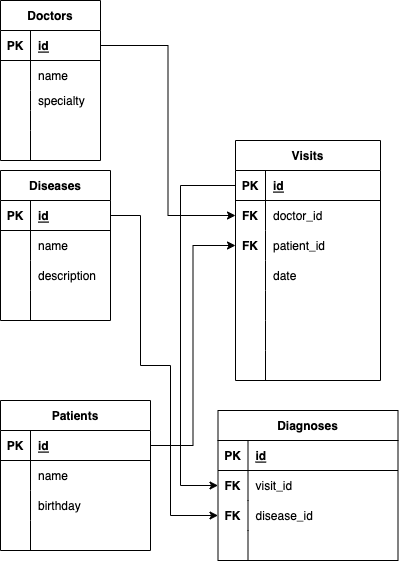 Doctors
PK id
name
specialty
Diseases
PK id
name
description
Patients
PK id
name
birthday
Visits
PK id
FK doctor_id
FK patient_id
date
Diagnoses
PK id
FK visit_id
FK disease_id